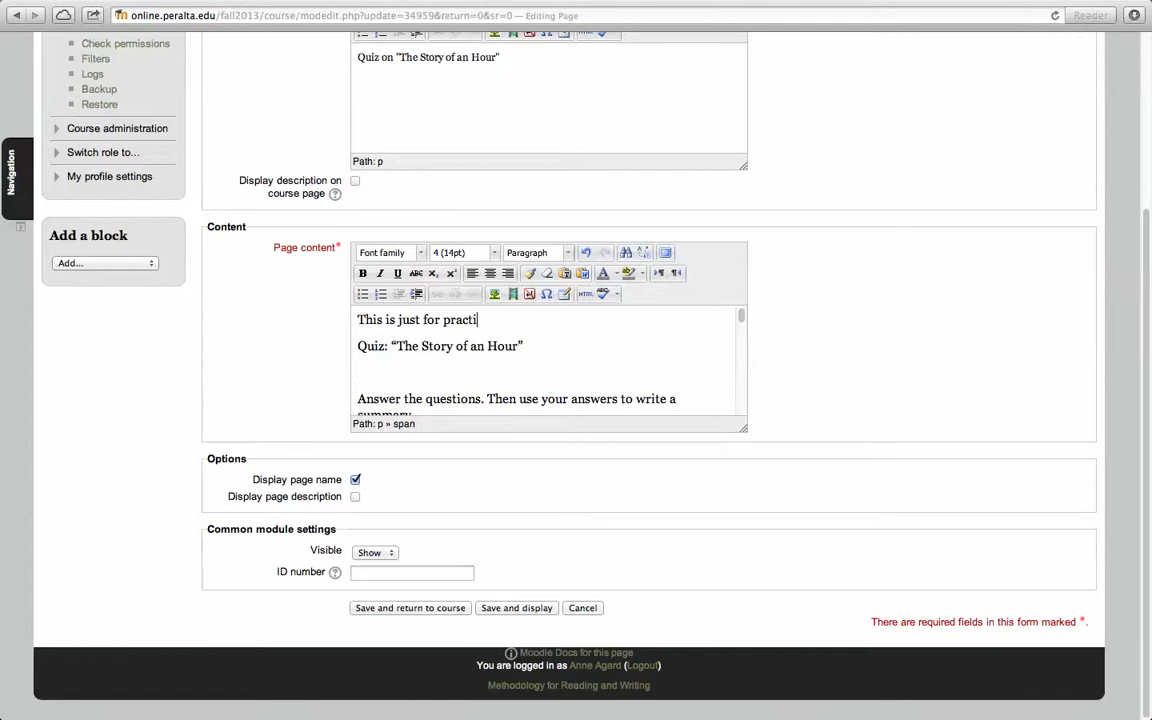 online.peralta.edu/fall2013/course/modedit.php?update=34959&return=0&sr=0 — Editing Page
Reader
Check permissions
Filters
Logs
Backup
Restore
Course administration
Switch role to...
My profile settings
Navigation
Add a block
Add...
Quiz on "The Story of an Hour"
Path: p
Display description on
course page
Content
Page content*
Font family
4 (14pt)
Paragraph
B I U ABC x₂ x²
HTML
This is just for practi
Quiz: “The Story of an Hour”
Answer the questions. Then use your answers to write a
summary
Path: p » span
Options
Display page name
Display page description
Common module settings
Visible
Show
ID number
Save and return to course
Save and display
Cancel
There are required fields in this form marked *.
Moodle Docs for this page
You are logged in as Anne Agard (Logout)
Methodology for Reading and Writing